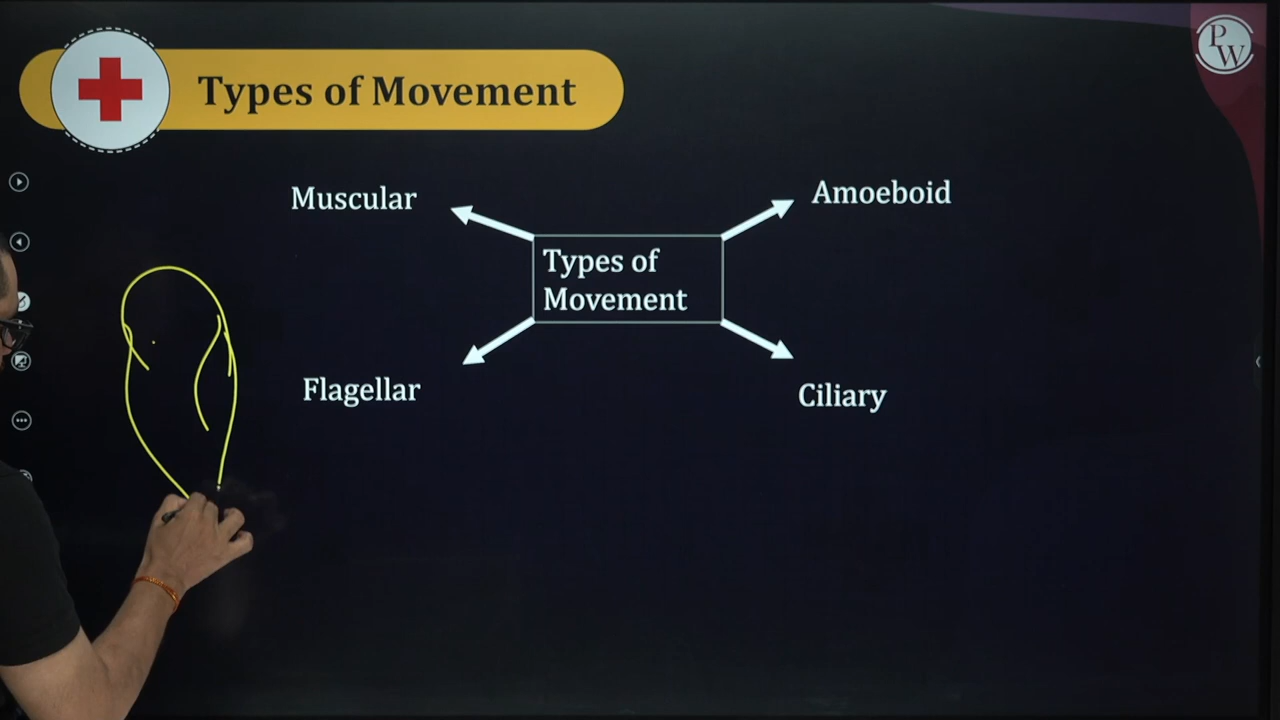 Types of Movement
PW
Muscular
Amoeboid
Types of
Movement
Flagellar
Ciliary